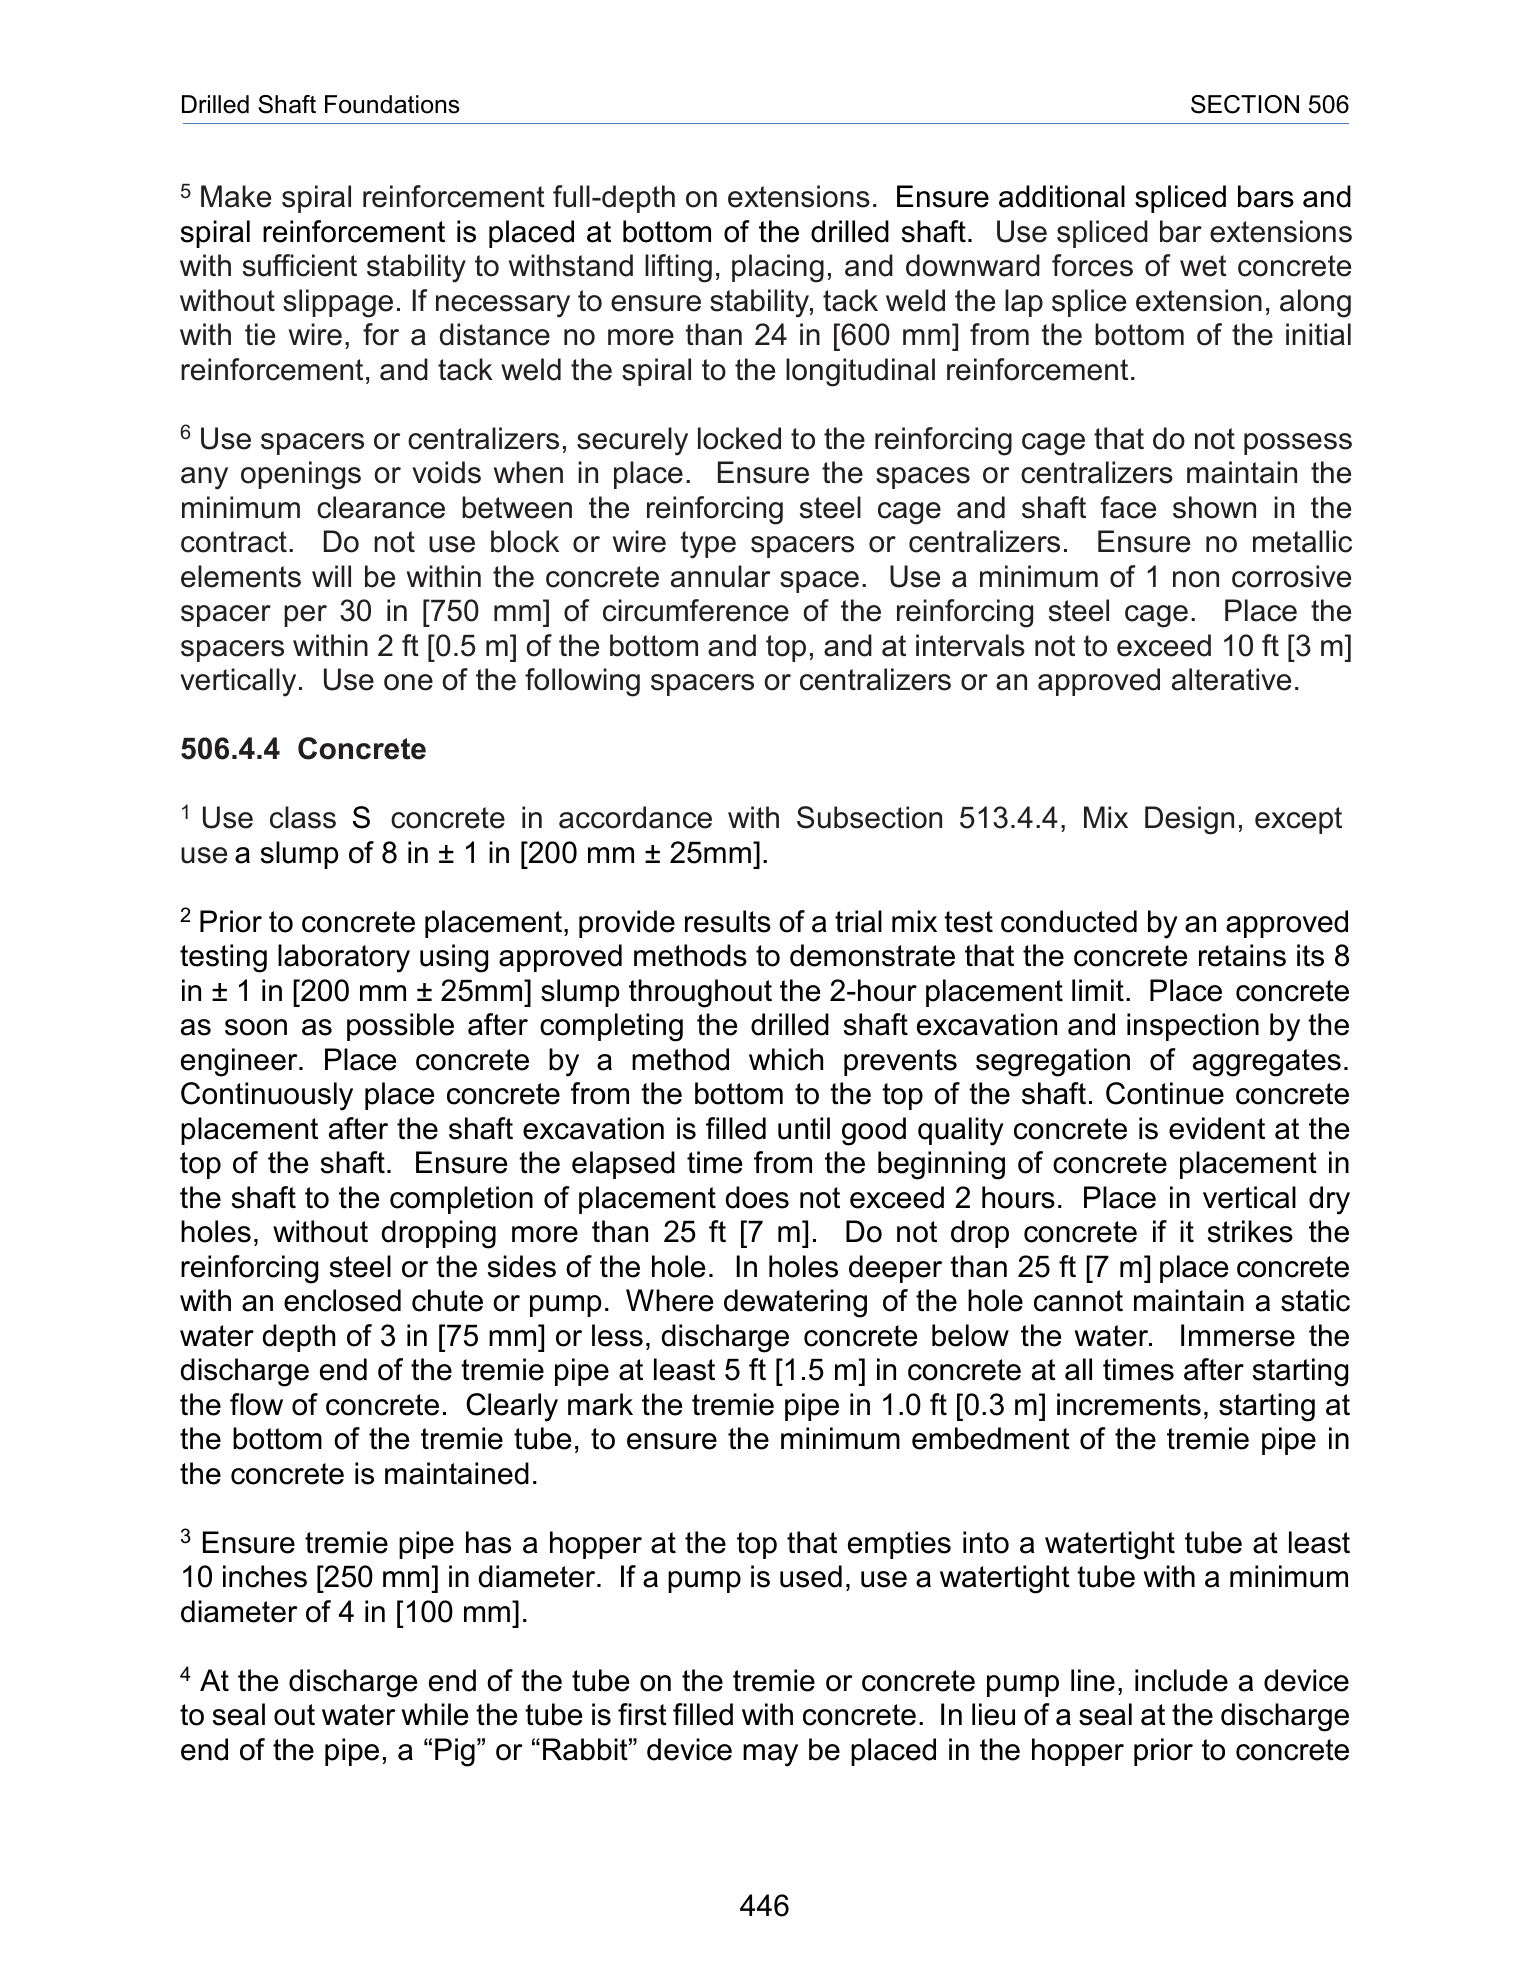 Drilled Shaft Foundations SECTION 506
5 Make spiral reinforcement full-depth on extensions. Ensure additional spliced bars and
spiral reinforcement is placed at bottom of the drilled shaft. Use spliced bar extensions
with sufficient stability to withstand lifting, placing, and downward forces of wet concrete
without slippage. If necessary to ensure stability, tack weld the lap splice extension, along
with tie wire, for a distance no more than 24 in [600 mm] from the bottom of the initial
reinforcement, and tack weld the spiral to the longitudinal reinforcement.
6 Use spacers or centralizers, securely locked to the reinforcing cage that do not possess
any openings or voids when in place. Ensure the spaces or centralizers maintain the
minimum clearance between the reinforcing steel cage and shaft face shown in the
contract. Do not use block or wire type spacers or centralizers. Ensure no metallic
elements will be within the concrete annular space. Use a minimum of 1 non corrosive
spacer per 30 in [750 mm] of circumference of the reinforcing steel cage. Place the
spacers within 2 ft [0.5 m] of the bottom and top, and at intervals not to exceed 10 ft [3 m]
vertically. Use one of the following spacers or centralizers or an approved alterative.
506.4.4 Concrete
1 Use class S concrete in accordance with Subsection 513.4.4, Mix Design, except
use a slump of 8 in ± 1 in [200 mm ± 25mm].
2 Prior to concrete placement, provide results of a trial mix test conducted by an approved
testing laboratory using approved methods to demonstrate that the concrete retains its 8
in ± 1 in [200 mm ± 25mm] slump throughout the 2-hour placement limit. Place concrete
as soon as possible after completing the drilled shaft excavation and inspection by the
engineer. Place concrete by a method which prevents segregation of aggregates.
Continuously place concrete from the bottom to the top of the shaft. Continue concrete
placement after the shaft excavation is filled until good quality concrete is evident at the
top of the shaft. Ensure the elapsed time from the beginning of concrete placement in
the shaft to the completion of placement does not exceed 2 hours. Place in vertical dry
holes, without dropping more than 25 ft [7 m]. Do not drop concrete if it strikes the
reinforcing steel or the sides of the hole. In holes deeper than 25 ft [7 m] place concrete
with an enclosed chute or pump. Where dewatering of the hole cannot maintain a static
water depth of 3 in [75 mm] or less, discharge concrete below the water. Immerse the
discharge end of the tremie pipe at least 5 ft [1.5 m] in concrete at all times after starting
the flow of concrete. Clearly mark the tremie pipe in 1.0 ft [0.3 m] increments, starting at
the bottom of the tremie tube, to ensure the minimum embedment of the tremie pipe in
the concrete is maintained.
3 Ensure tremie pipe has a hopper at the top that empties into a watertight tube at least
10 inches [250 mm] in diameter. If a pump is used, use a watertight tube with a minimum
diameter of 4 in [100 mm].
4 At the discharge end of the tube on the tremie or concrete pump line, include a device
to seal out water while the tube is first filled with concrete. In lieu of a seal at the discharge
end of the pipe, a “Pig” or “Rabbit” device may be placed in the hopper prior to concrete
446